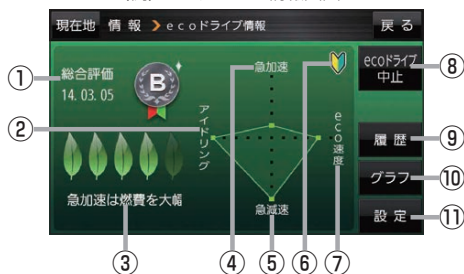 現在地 情報 > ecoドライブ情報 戻る
① 総合評価
14. 03. 05
B
② アイドリング
急加速は燃費を大幅
③
④ 急加速
⑤ 急減速
⑥
⑦ eco速度
⑧ ecoドライブ
中止
⑨ 履歴
⑩ グラフ
⑪ 設定